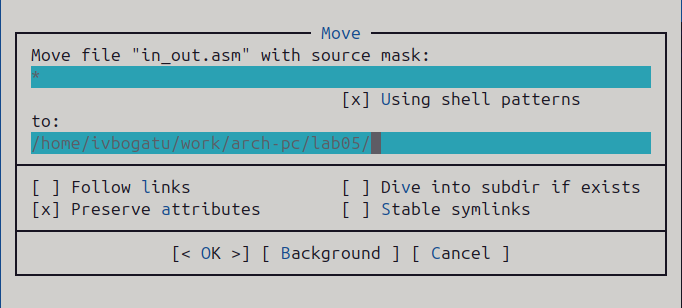 Move
Move file "in_out.asm" with source mask:
*
[x] Using shell patterns
to:
/home/ivbogatu/work/arch-pc/lab05/
[ ] Follow links [ ] Dive into subdir if exists
[x] Preserve attributes [ ] Stable symlinks
[< OK >] [ Background ] [ Cancel ]